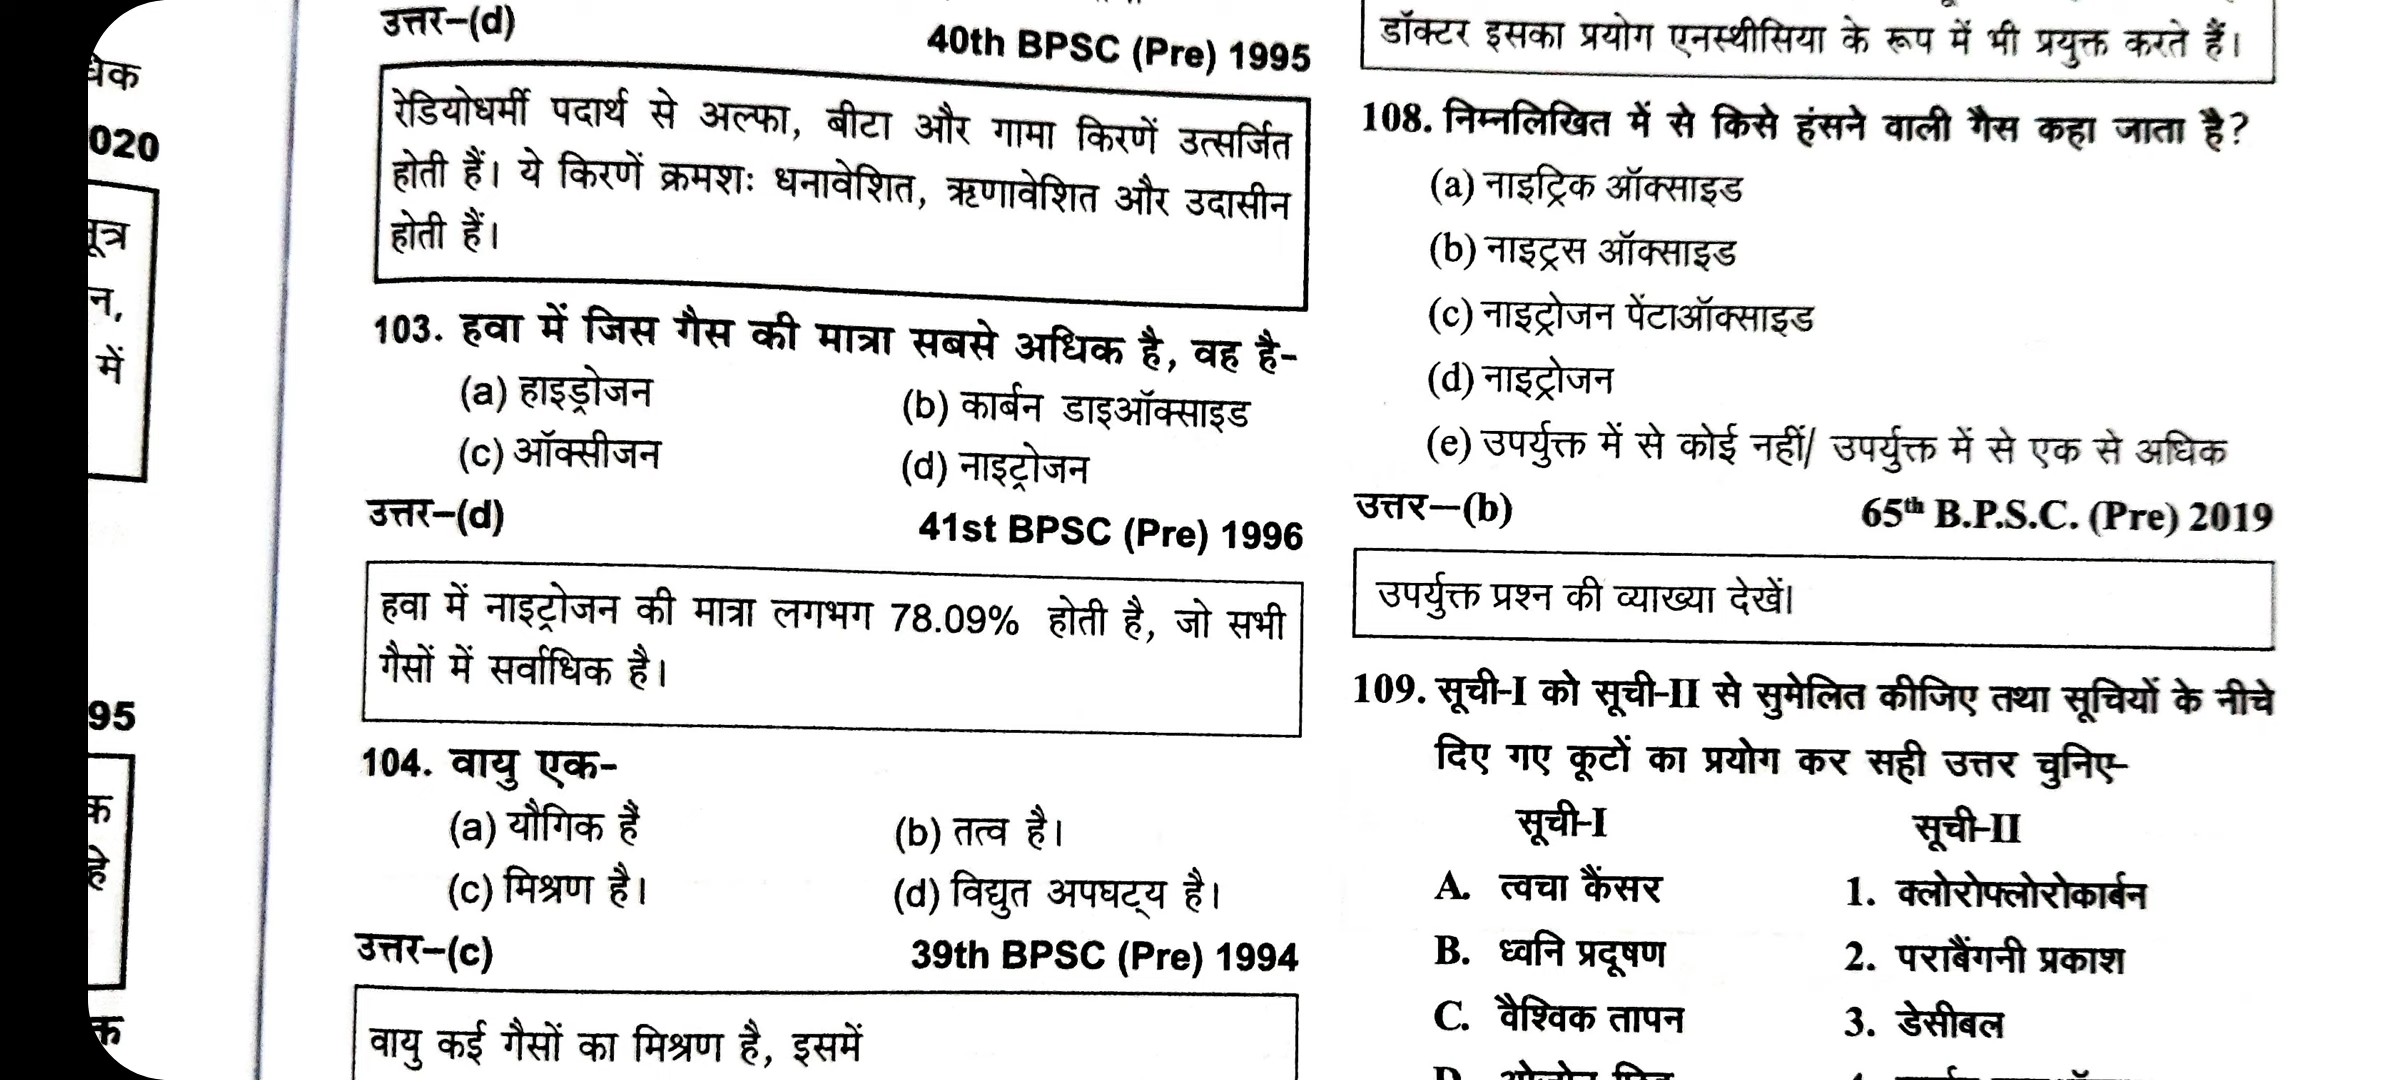 धिक
020
सूत्र
न,
में
95
क
हे
क्त
उत्तर–(d)
40th BPSC (Pre) 1995
रेडियोधर्मी पदार्थ से अल्फा, बीटा और गामा किरणें उत्सर्जित
होती हैं। ये किरणें क्रमशः धनावेशित, ऋणावेशित और उदासीन
होती हैं।
103. हवा में जिस गैस की मात्रा सबसे अधिक है, वह है-
(a) हाइड्रोजन (b) कार्बन डाइऑक्साइड
(c) ऑक्सीजन (d) नाइट्रोजन
उत्तर–(d) 41st BPSC (Pre) 1996
हवा में नाइट्रोजन की मात्रा लगभग 78.09% होती है, जो सभी
गैसों में सर्वाधिक है।
104. वायु एक-
(a) यौगिक है (b) तत्व है।
(c) मिश्रण है। (d) विद्युत अपघट्य है।
उत्तर–(c) 39th BPSC (Pre) 1994
वायु कई गैसों का मिश्रण है, इसमें
डॉक्टर इसका प्रयोग एनस्थीसिया के रूप में भी प्रयुक्त करते हैं।
108. निम्नलिखित में से किसे हंसने वाली गैस कहा जाता है?
(a) नाइट्रिक ऑक्साइड
(b) नाइट्रस ऑक्साइड
(c) नाइट्रोजन पेंटाऑक्साइड
(d) नाइट्रोजन
(e) उपर्युक्त में से कोई नहीं/ उपर्युक्त में से एक से अधिक
उत्तर—(b) 65th B.P.S.C. (Pre) 2019
उपर्युक्त प्रश्न की व्याख्या देखें।
109. सूची-I को सूची-II से सुमेलित कीजिए तथा सूचियों के नीचे
दिए गए कूटों का प्रयोग कर सही उत्तर चुनिए-
सूची-I सूची-II
A. त्वचा कैंसर 1. क्लोरोफ्लोरोकार्बन
B. ध्वनि प्रदूषण 2. पराबैंगनी प्रकाश
C. वैश्विक तापन 3. डेसीबल